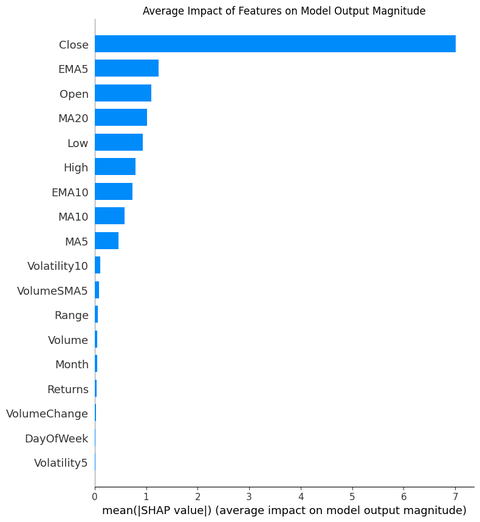 Average Impact of Features on Model Output Magnitude
Close
EMA5
Open
MA20
Low
High
EMA10
MA10
MA5
Volatility10
VolumeSMA5
Range
Volume
Month
Returns
VolumeChange
DayOfWeek
Volatility5
0 1 2 3 4 5 6 7
mean(|SHAP value|) (average impact on model output magnitude)